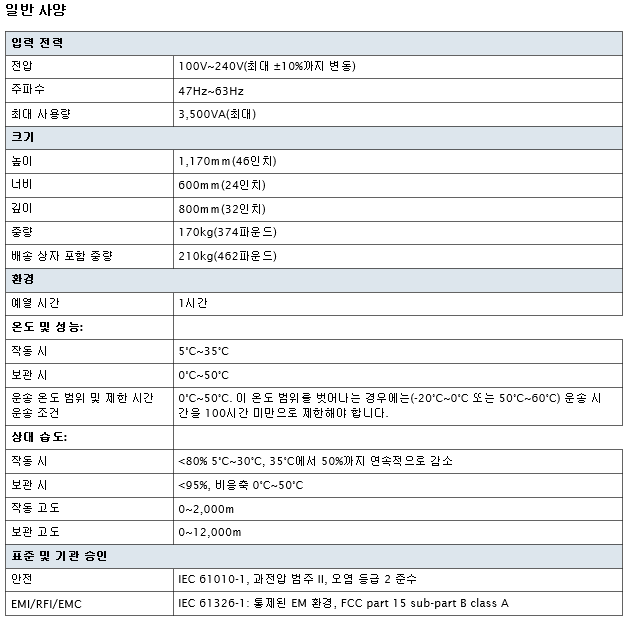 일반 사양
입력 전력
전압 100V~240V(최대 ±10%까지 변동)
주파수 47Hz~63Hz
최대 사용량 3,500VA(최대)
크기
높이 1,170mm(46인치)
너비 600mm(24인치)
깊이 800mm(32인치)
중량 170kg(374파운드)
배송 상자 포함 중량 210kg(462파운드)
환경
예열 시간 1시간
온도 및 성능:
작동 시 5°C~35°C
보관 시 0°C~50°C
운송 온도 범위 및 제한 시간 0°C~50°C. 이 온도 범위를 벗어나는 경우에는(-20°C~0°C 또는 50°C~60°C) 운송 시
운송 조건 간을 100시간 미만으로 제한해야 합니다.
상대 습도:
작동 시 <80% 5°C~30°C, 35°C에서 50%까지 연속적으로 감소
보관 시 <95%, 비응축 0°C~50°C
작동 고도 0~2,000m
보관 고도 0~12,000m
표준 및 기관 승인
안전 IEC 61010-1, 과전압 범주 II, 오염 등급 2 준수
EMI/RFI/EMC IEC 61326-1: 통제된 EM 환경, FCC part 15 sub-part B class A